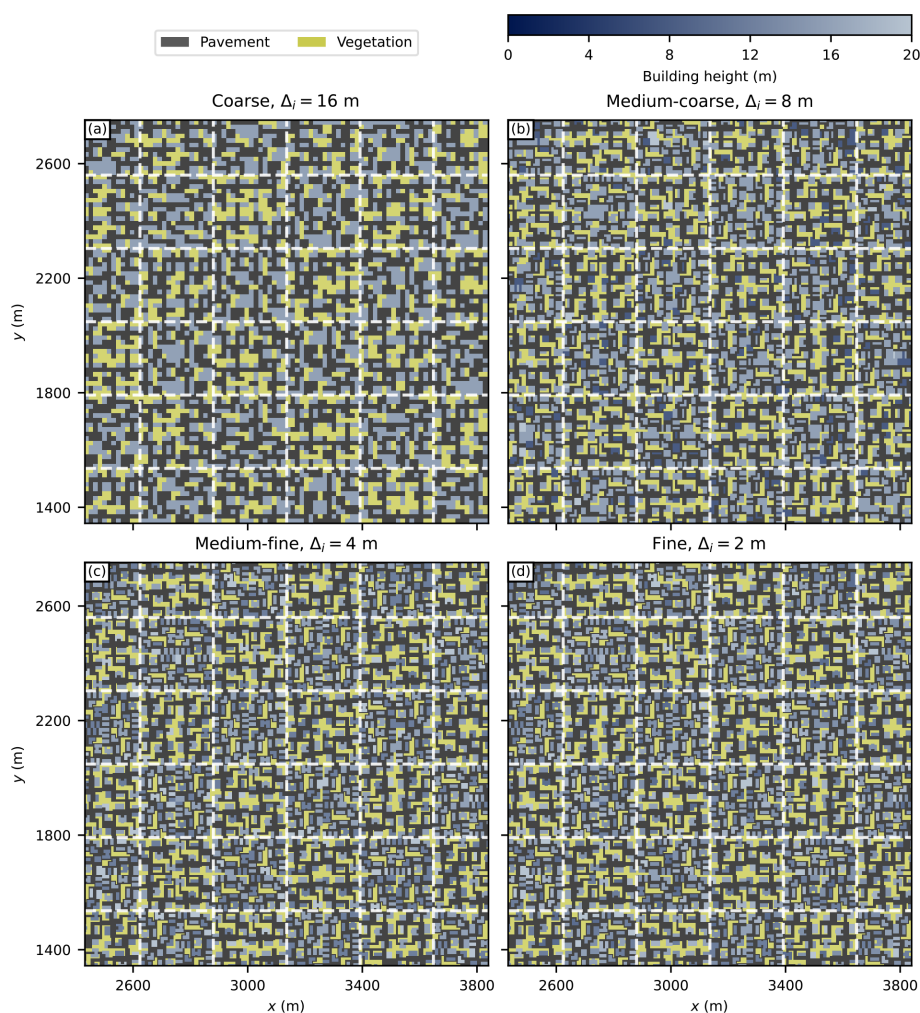 Pavement Vegetation
0 4 8 12 16 20
Building height (m)
Coarse, Δi = 16 m
Medium-coarse, Δi = 8 m
(a)
(b)
2600
2200
1800
1400
y (m)
Medium-fine, Δi = 4 m
Fine, Δi = 2 m
(c)
(d)
2600
2200
1800
1400
y (m)
2600 3000 3400 3800
2600 3000 3400 3800
x (m)
x (m)